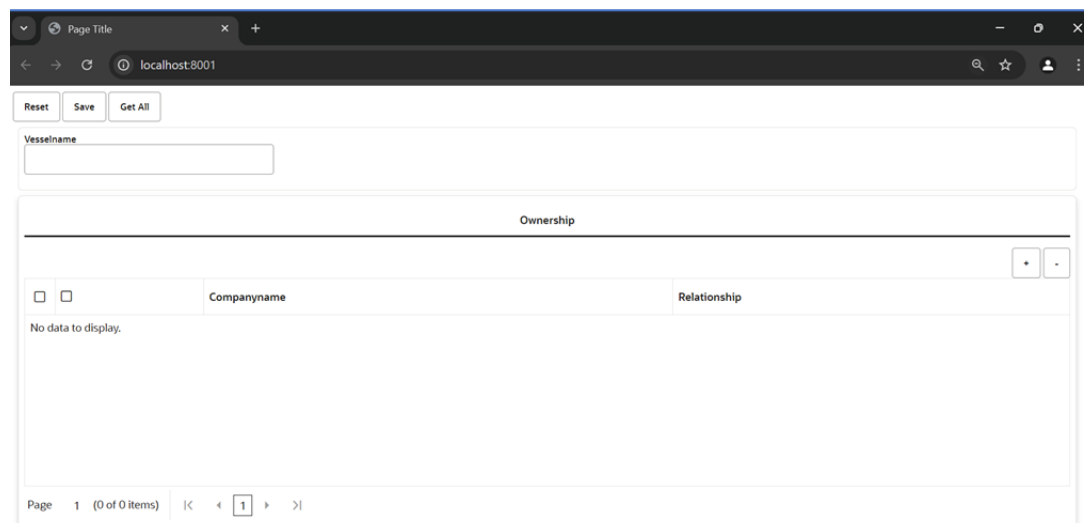 Page Title
localhost:8001
Reset Save Get All
Vesselname
Ownership
+ -
Companyname Relationship
No data to display.
Page 1 (0 of 0 items) 1